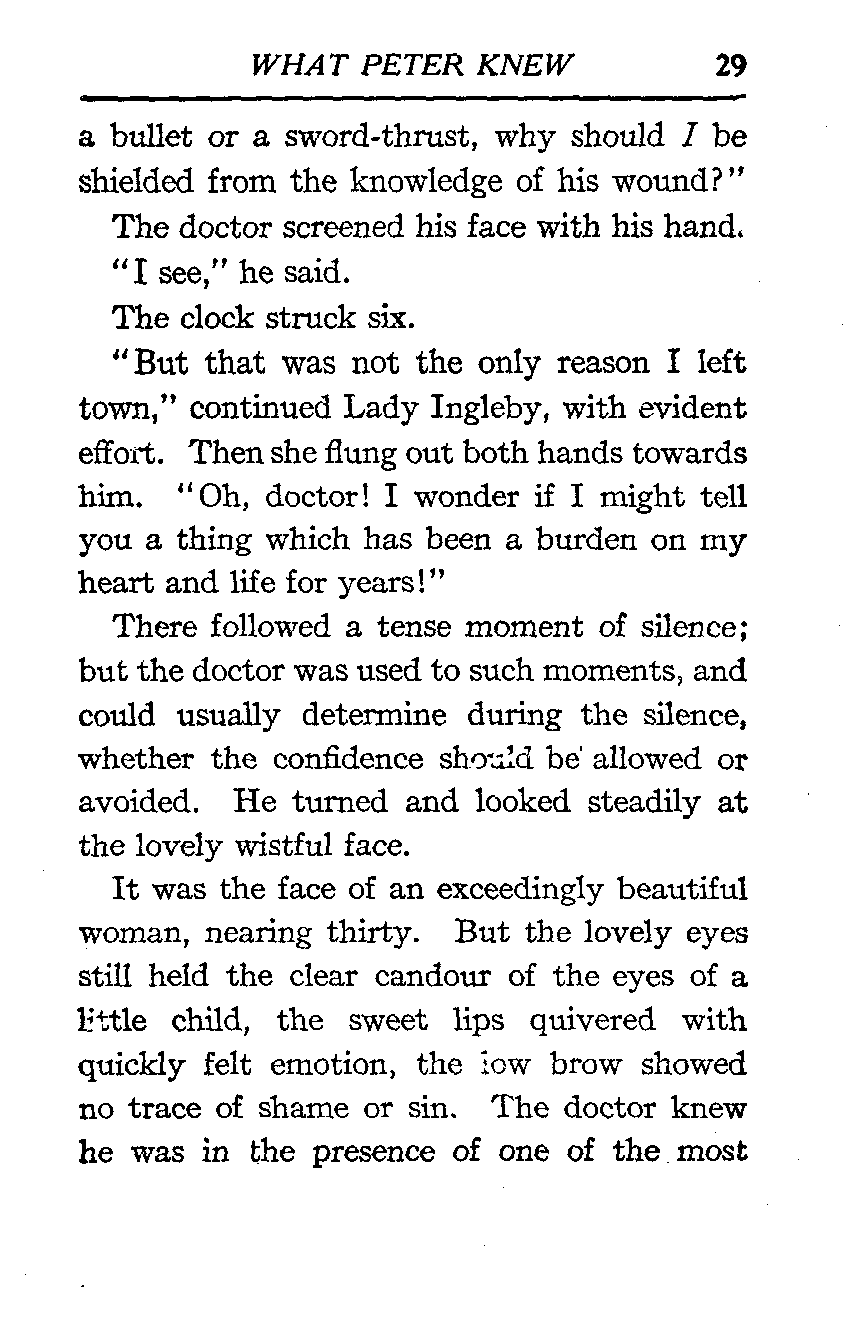 WHAT PETER KNEW 29
a bullet or a sword-thrust, why should I be
shielded from the knowledge of his wound?"
The doctor screened his face with his hand.
"I see," he said.
The clock struck six.
"But that was not the only reason I left
town," continued Lady Ingleby, with evident
effort. Then she flung out both hands towards
him. "Oh, doctor! I wonder if I might tell
you a thing which has been a burden on my
heart and life for years!"
There followed a tense moment of silence;
but the doctor was used to such moments, and
could usually determine during the silence,
whether the confidence should be allowed or
avoided. He turned and looked steadily at
the lovely wistful face.
It was the face of an exceedingly beautiful
woman, nearing thirty. But the lovely eyes
still held the clear candour of the eyes of a
little child, the sweet lips quivered with
quickly felt emotion, the low brow showed
no trace of shame or sin. The doctor knew
he was in the presence of one of the most